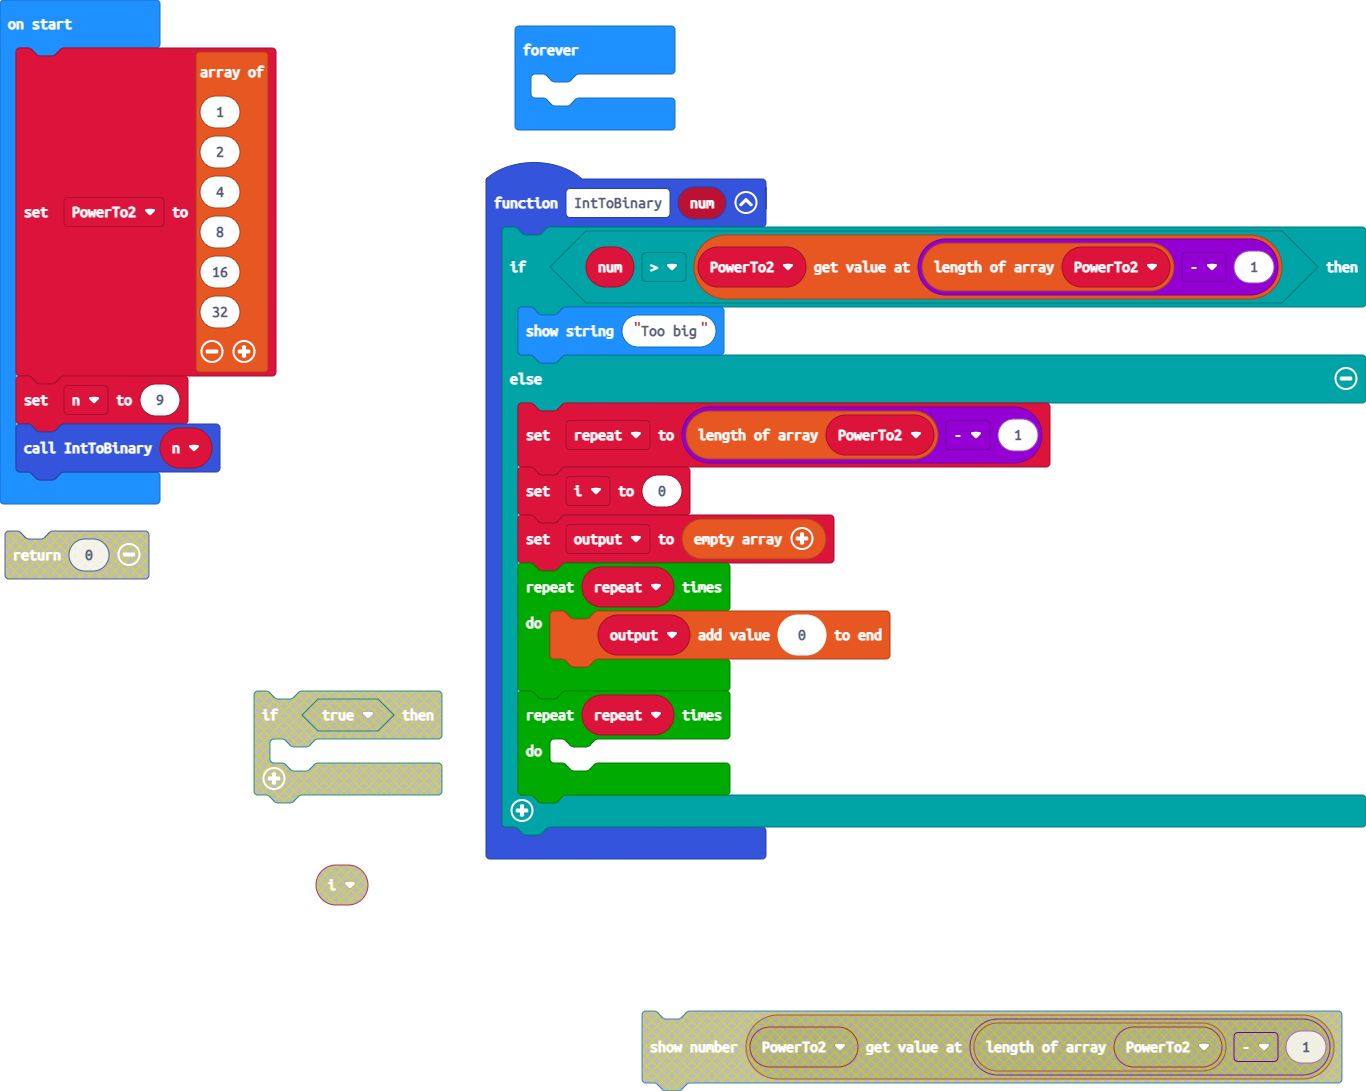 on start
array of
1
2
4
8
16
32
set PowerTo2 to
set n to 9
call IntToBinary n
return 0
forever
function IntToBinary num
if num > PowerTo2 get value at length of array PowerTo2 - 1 then
show string "Too big"
else
set repeat to length of array PowerTo2 - 1
set i to 0
set output to empty array
repeat repeat times
do output add value 0 to end
repeat repeat times
do
if true then
i
show number PowerTo2 get value at length of array PowerTo2 - 1